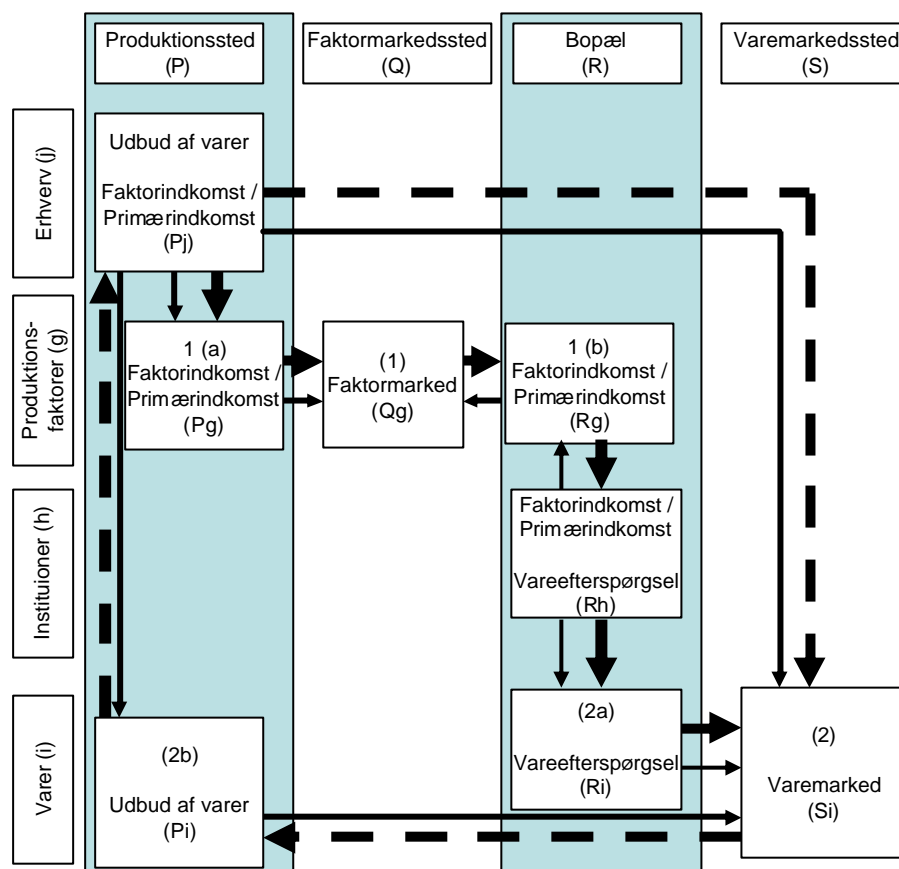 Produktionssted
(P)
Faktormarkedssted
(Q)
Bopæl
(R)
Varemarkedssted
(S)
Erhverv (j)
Udbud af varer
Faktorindkomst /
Primærindkomst
(Pj)
Produktions-
faktorer (g)
1 (a)
Faktorindkomst /
Primærindkomst
(Pg)
(1)
Faktormarked
(Qg)
1 (b)
Faktorindkomst /
Primærindkomst
(Rg)
Instituioner (h)
Faktorindkomst /
Primærindkomst
Vareefterspørgsel
(Rh)
Varer (i)
(2b)
Udbud af varer
(Pi)
(2a)
Vareefterspørgsel
(Ri)
(2)
Varemarked
(Si)